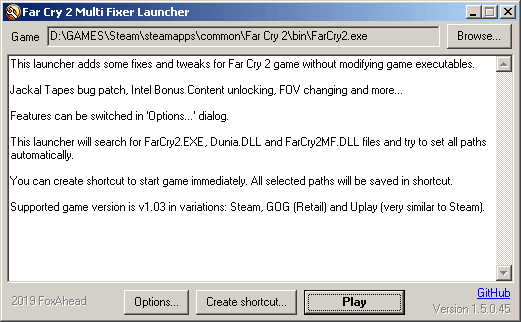 Far Cry 2 Multi Fixer Launcher
Game D:\GAMES\Steam\steamapps\common\Far Cry 2\bin\FarCry2.exe Browse...
This launcher adds some fixes and tweaks for Far Cry 2 game without modifying game executables.
Jackal Tapes bug patch, Intel Bonus Content unlocking, FOV changing and more...
Features can be switched in 'Options...' dialog.
This launcher will search for FarCry2.EXE, Dunia.DLL and FarCry2MF.DLL files and try to set all paths
automatically.
You can create shortcut to start game immediately. All selected paths will be saved in shortcut.
Supported game version is v1.03 in variations: Steam, GOG (Retail) and Uplay (very similar to Steam).
2019 FoxAhead Options... Create shortcut... Play GitHub
Version 1.5.0.45